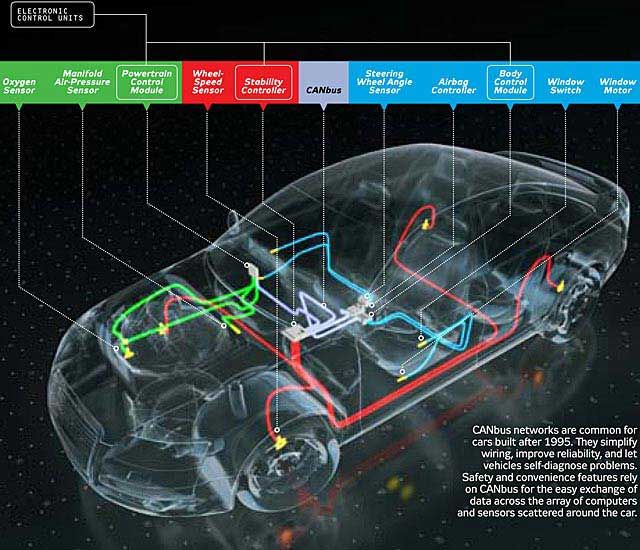 ELECTRONIC
CONTROL UNITS
Oxygen
Sensor
Manifold
Air-Pressure
Sensor
Powertrain
Control
Module
Wheel-
Speed
Sensor
Stability
Controller
CANbus
Steering
Wheel Angle
Sensor
Airbag
Controller
Body
Control
Module
Window
Switch
Window
Motor
CANbus networks are common for
cars built after 1995. They simplify
wiring, improve reliability, and let
vehicles self-diagnose problems.
Safety and convenience features rely
on CANbus for the easy exchange of
data across the array of computers
and sensors scattered around the car.